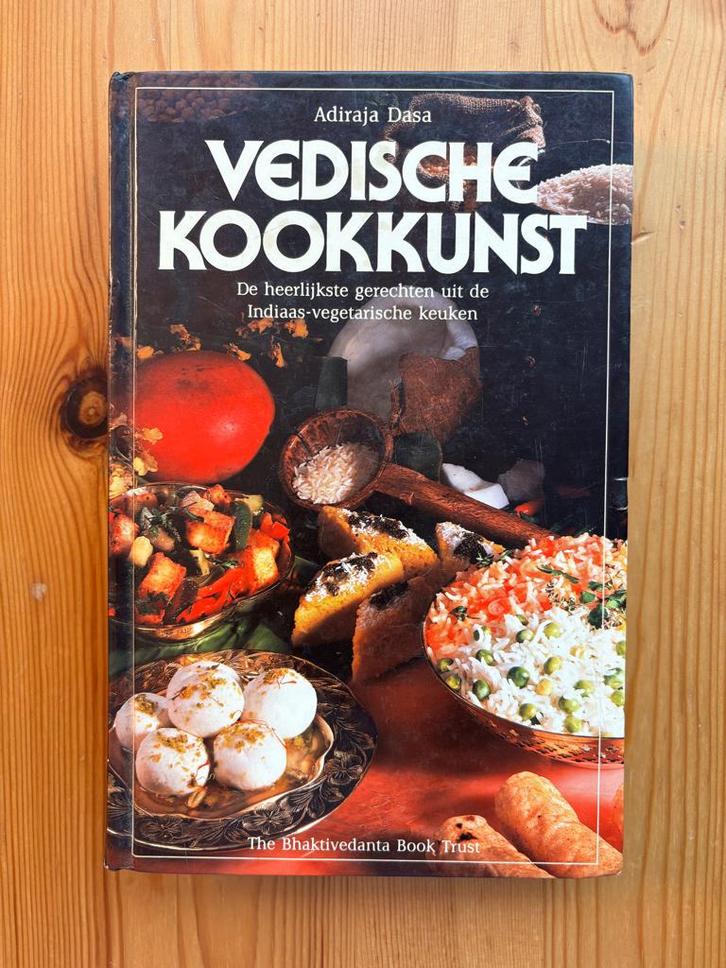 Adiraja Dasa
VEDISCHE
KOOKKUNST
De heerlijkste gerechten uit de
Indiaas-vegetarische keuken
The Bhaktivedanta Book Trust